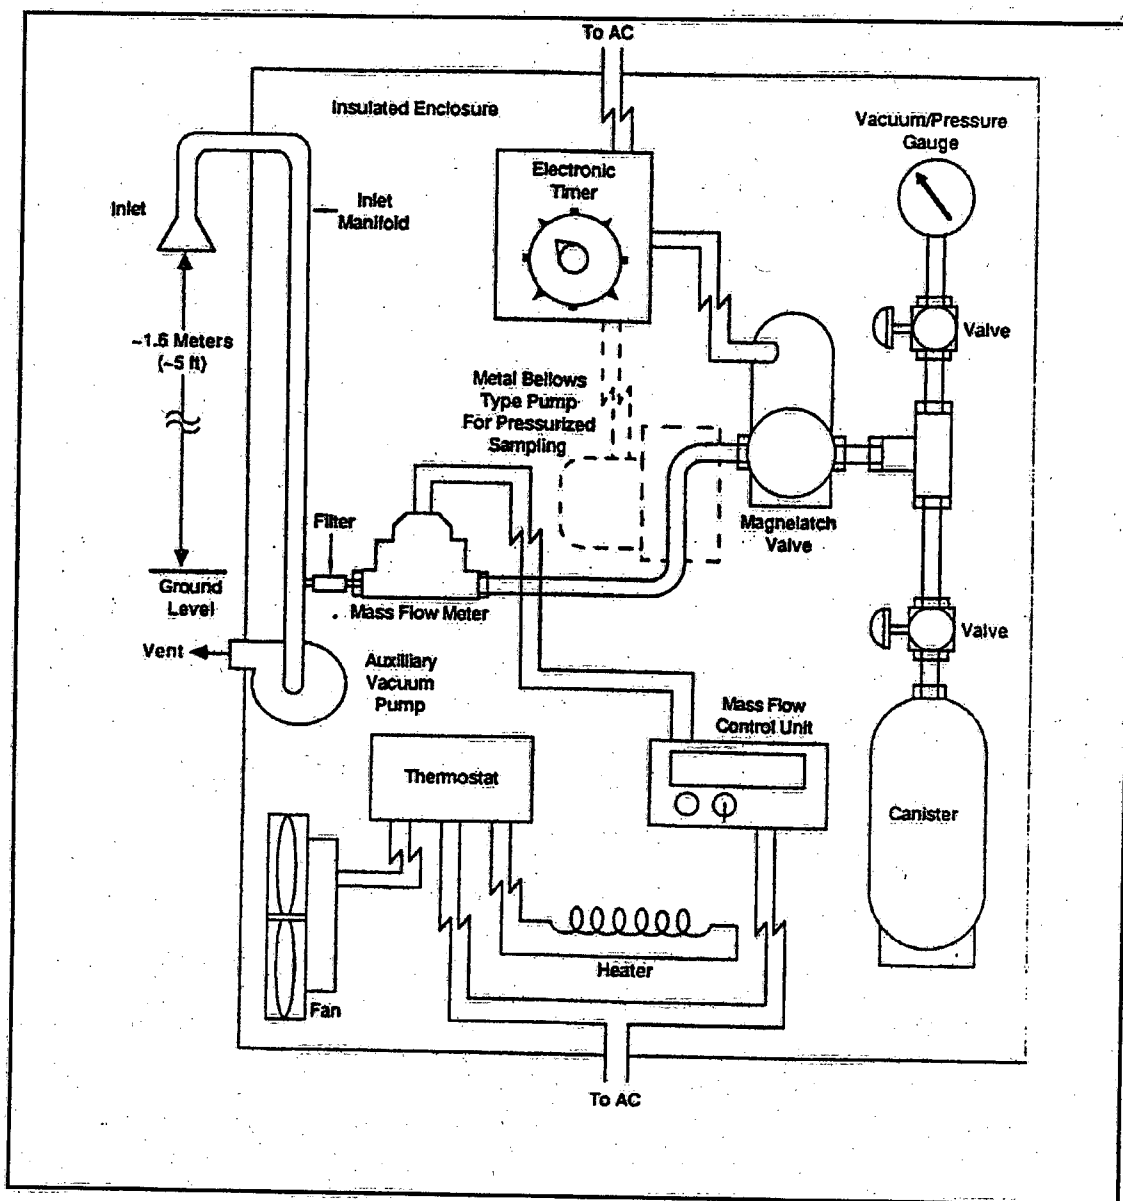 To AC
Insulated Enclosure
Vacuum/Pressure
Gauge
Electronic
Timer
Inlet
Inlet
Manifold
~1.6 Meters
(~5 ft)
Valve
Metal Bellows
Type Pump
For Pressurized
Sampling
Magnelatch
Valve
Filter
Ground
Level
Mass Flow Meter
Valve
Vent
Auxilliary
Vacuum
Pump
Mass Flow
Control Unit
Thermostat
Canister
Heater
Fan
To AC